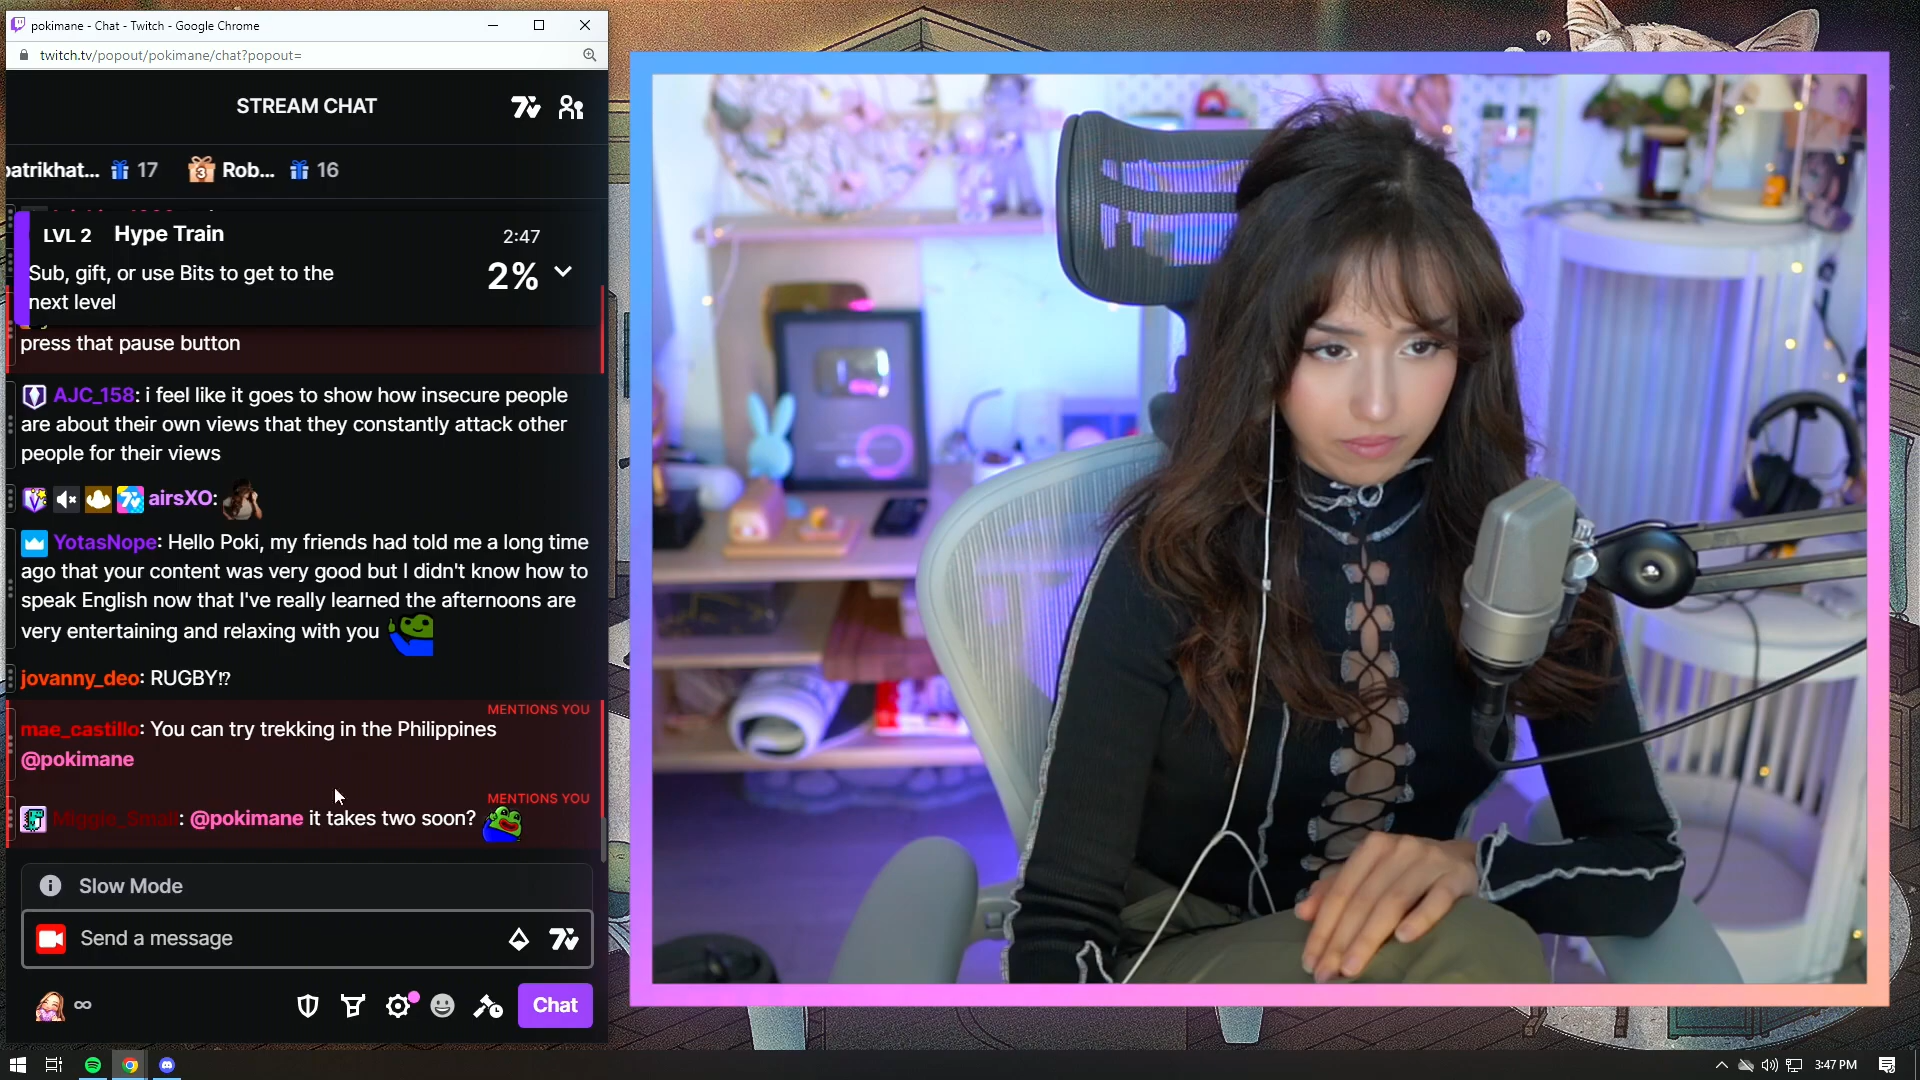 pokimane - Chat - Twitch - Google Chrome
twitch.tv/popout/pokimane/chat?popout=
STREAM CHAT
patrikhat... 17 3 Rob... 16
LVL 2 Hype Train 2:47
Sub, gift, or use Bits to get to the
next level
2%
press that pause button
AJC_158: i feel like it goes to show how insecure people
are about their own views that they constantly attack other
people for their views
airsXO:
YotasNope: Hello Poki, my friends had told me a long time
ago that your content was very good but I didn't know how to
speak English now that I've really learned the afternoons are
very entertaining and relaxing with you
jovanny_deo: RUGBY⁉
MENTIONS YOU
mae_castillo: You can try trekking in the Philippines
@pokimane
MENTIONS YOU
Miggie_Small: @pokimane it takes two soon?
Slow Mode
Send a message
Chat
3:47 PM